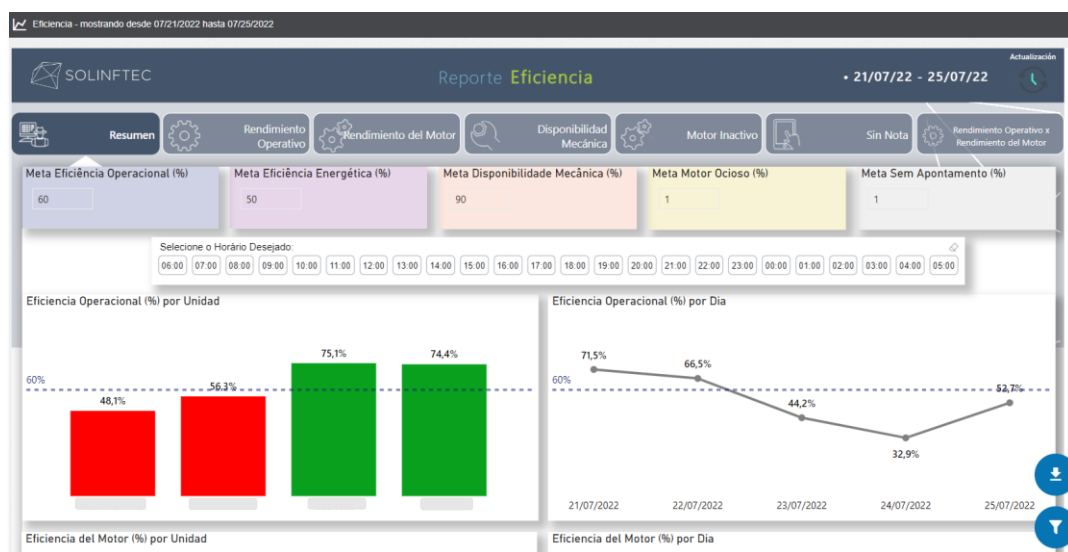 Eficiencia - mostrando desde 07/21/2022 hasta 07/25/2022
SOLINFTEC
Reporte Eficiencia
• 21/07/22 - 25/07/22
Actualización
Resumen
Rendimiento
Operativo
Rendimiento del Motor
Disponibilidad
Mecánica
Motor Inactivo
Sin Nota
Rendimiento Operativo x
Rendimiento del Motor
Meta Eficiência Operacional (%)
60
Meta Eficiência Energética (%)
50
Meta Disponibilidade Mecânica (%)
90
Meta Motor Ocioso (%)
1
Meta Sem Apontamento (%)
1
Selecione o Horário Desejado:
06:00 07:00 08:00 09:00 10:00 11:00 12:00 13:00 14:00 15:00 16:00 17:00 18:00 19:00 20:00 21:00 22:00 23:00 00:00 01:00 02:00 03:00 04:00 05:00
Eficiencia Operacional (%) por Unidad
60%
48,1%
56,3%
75,1%
74,4%
Eficiencia Operacional (%) por Dia
60%
71,5%
66,5%
44,2%
32,9%
52,7%
21/07/2022 22/07/2022 23/07/2022 24/07/2022 25/07/2022
Eficiencia del Motor (%) por Unidad
Eficiencia del Motor (%) por Dia